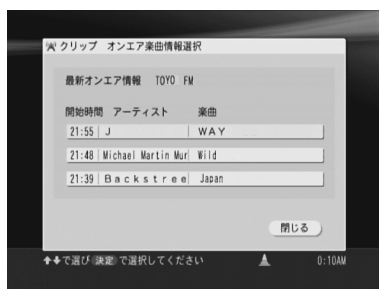 クリップ オンエア楽曲情報選択
最新オンエア情報 TOYO FM
開始時間 アーティスト 楽曲
21:55 J WAY
21:48 Michael Martin Mur Wild
21:39 Backstree Japan
閉じる
で選び 決定 で選択してください 0:10AM